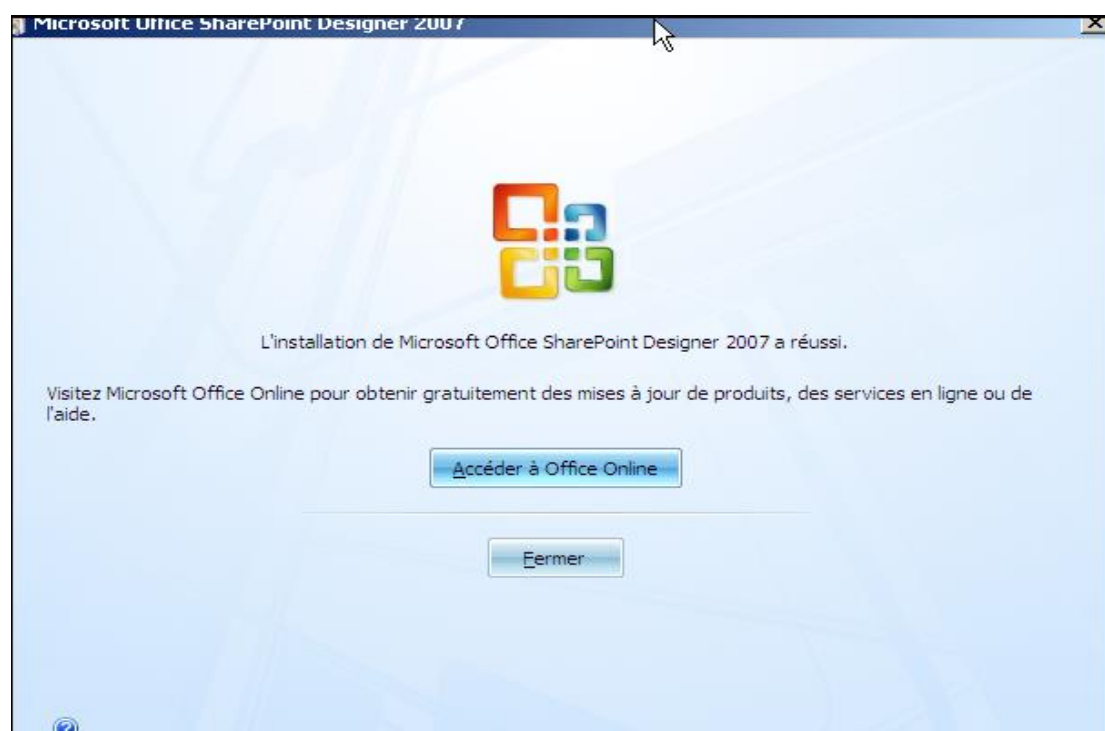 Microsoft Office SharePoint Designer 2007
L'installation de Microsoft Office SharePoint Designer 2007 a réussi.
Visitez Microsoft Office Online pour obtenir gratuitement des mises à jour de produits, des services en ligne ou de
l'aide.
Accéder à Office Online
Fermer